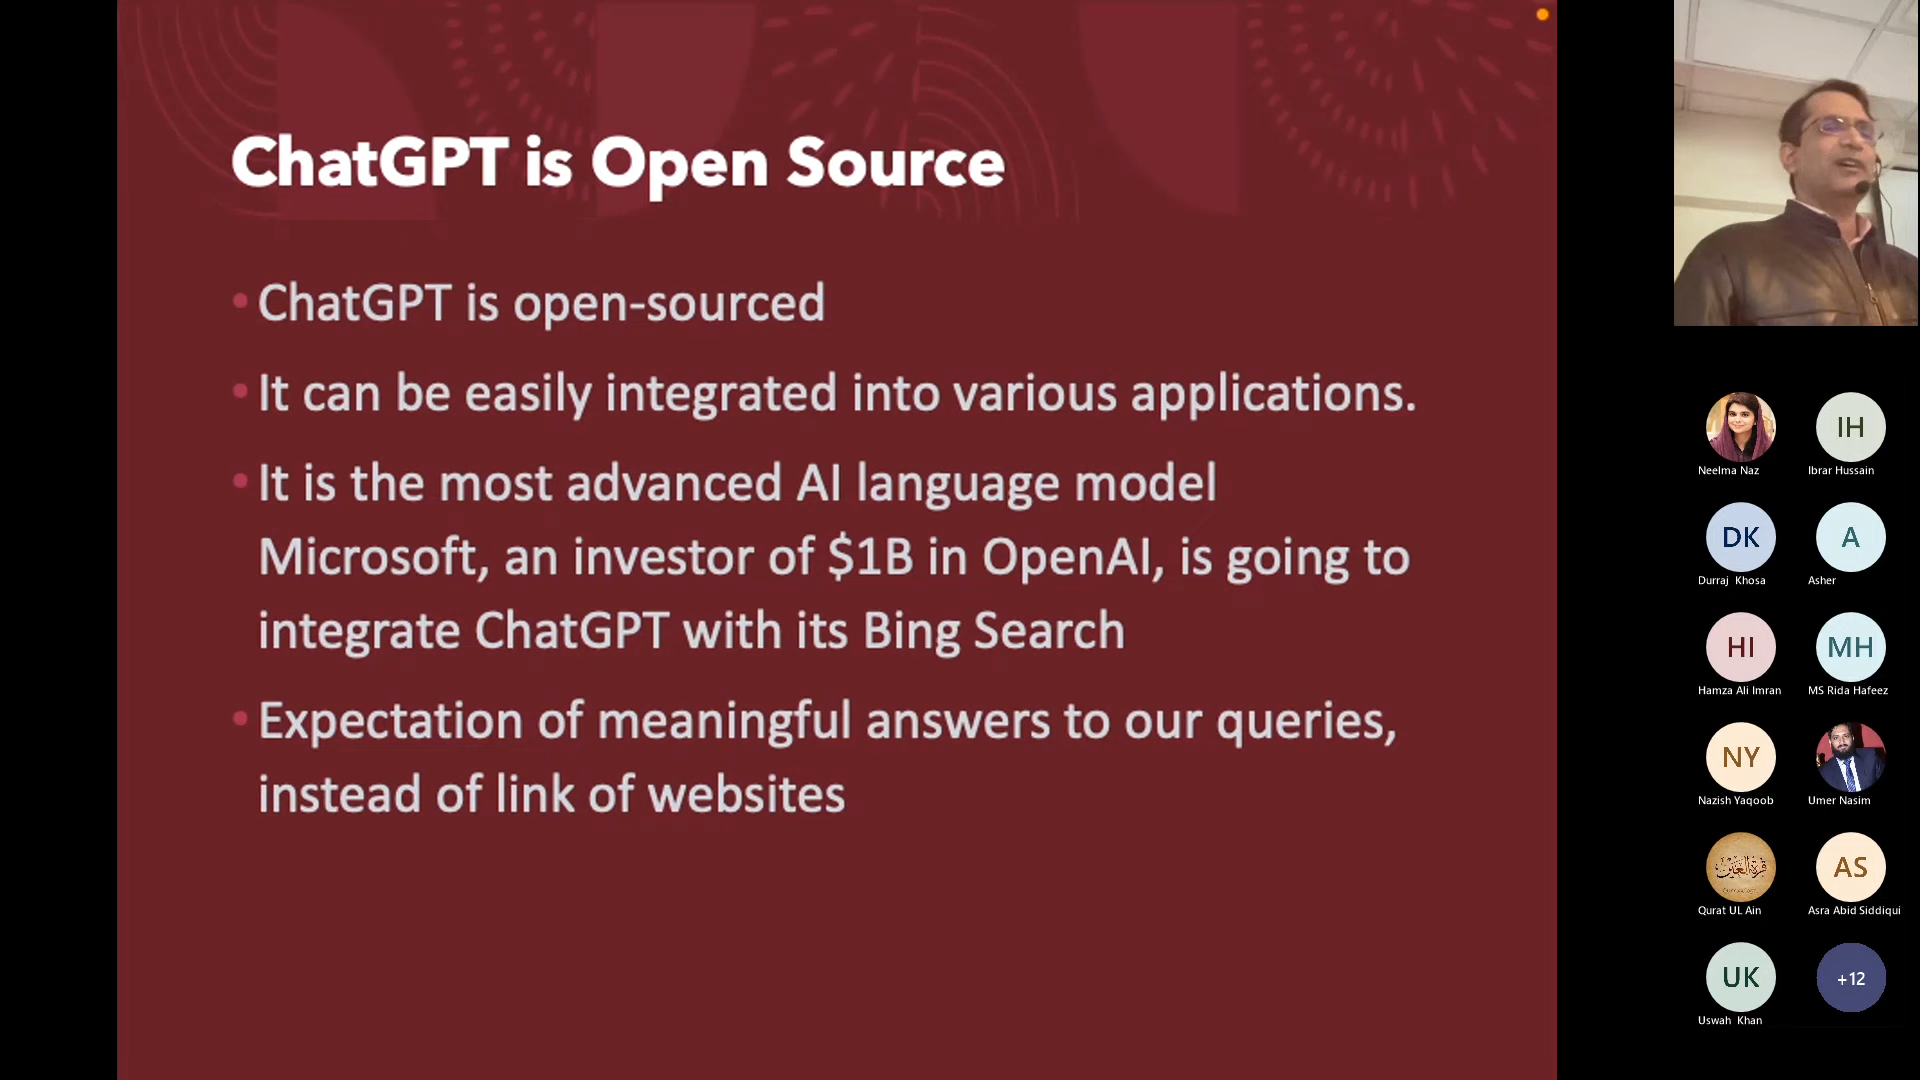 ChatGPT is Open Source
• ChatGPT is open-sourced
• It can be easily integrated into various applications.
• It is the most advanced AI language model
Microsoft, an investor of $1B in OpenAI, is going to
integrate ChatGPT with its Bing Search
• Expectation of meaningful answers to our queries,
instead of link of websites
IH
Neelma Naz
Ibrar Hussain
DK
A
Durraj Khosa
Asher
HI
MH
Hamza Ali Imran
MS Rida Hafeez
NY
Nazish Yaqoob
Umer Nasim
قرة العين
AS
Qurat UL Ain
Asra Abid Siddiqui
UK
+12
Uswah Khan